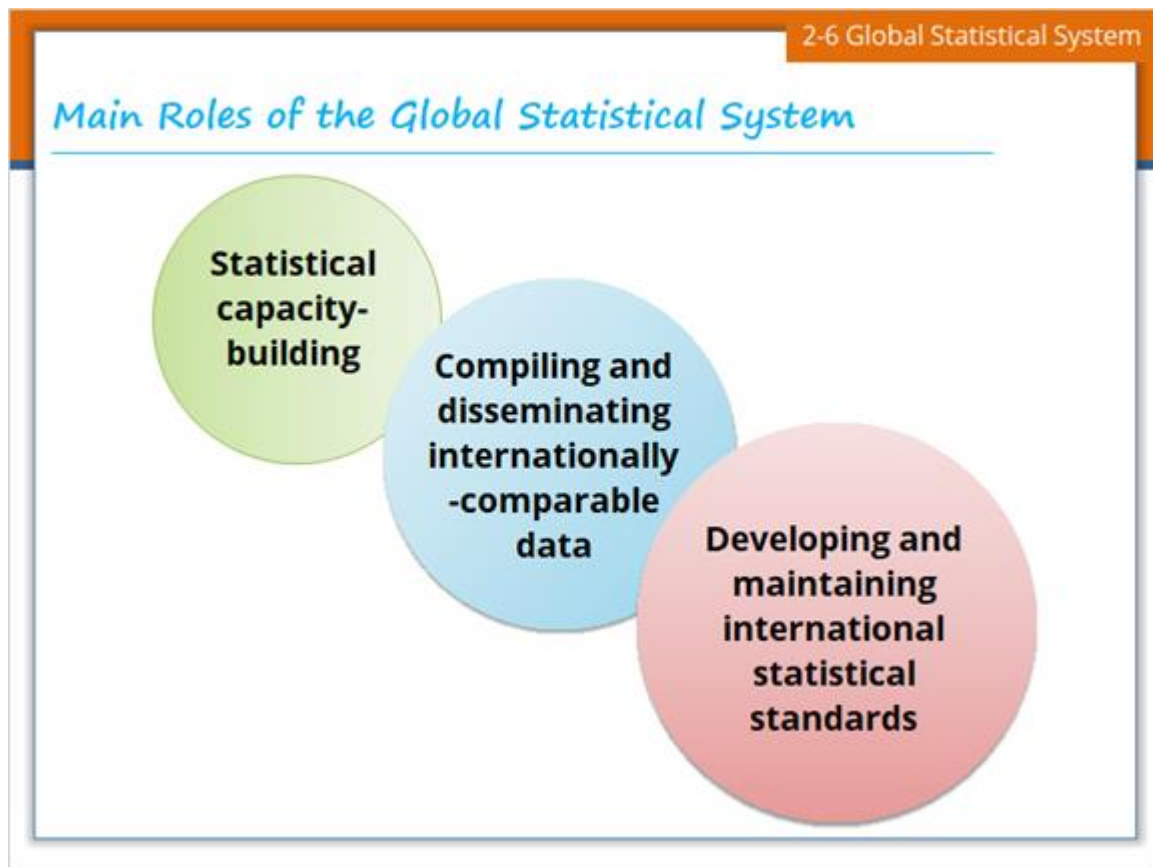 2-6 Global Statistical System
Main Roles of the Global Statistical System
Statistical
capacity-
building
Compiling and
disseminating
internationally
-comparable
data
Developing and
maintaining
international
statistical
standards